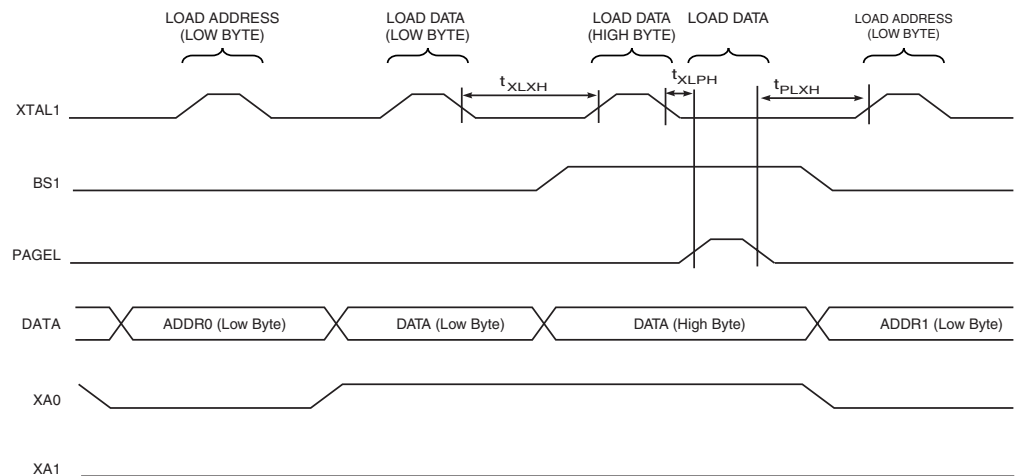 LOAD ADDRESS
(LOW BYTE)
LOAD DATA
(LOW BYTE)
LOAD DATA
(HIGH BYTE)
LOAD DATA
LOAD ADDRESS
(LOW BYTE)
tXLXH
tXLPH
tPLXH
XTAL1
BS1
PAGEL
DATA
ADDR0 (Low Byte)
DATA (Low Byte)
DATA (High Byte)
ADDR1 (Low Byte)
XA0
XA1